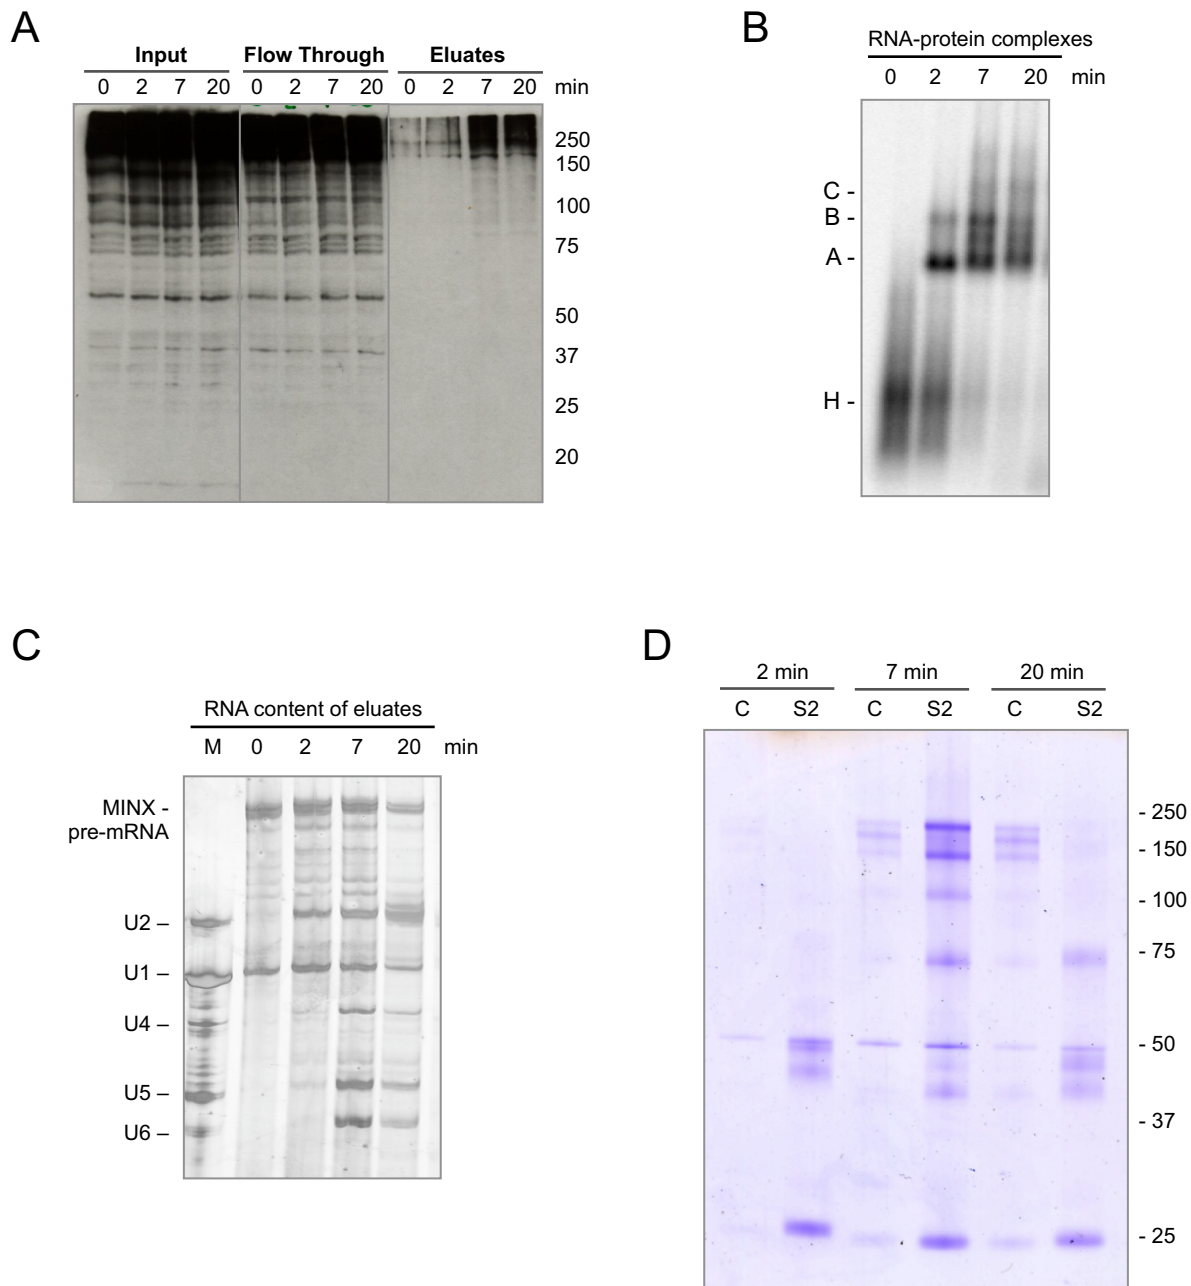 A
Input Flow Through Eluates
0 2 7 20 0 2 7 20 0 2 7 20 min
250
150
100
75
50
37
25
20
B
RNA-protein complexes
0 2 7 20 min
C -
B -
A -
H -
C
RNA content of eluates
M 0 2 7 20 min
MINX -
pre-mRNA
U2 –
U1 –
U4 –
U5 –
U6 –
D
2 min 7 min 20 min
C S2 C S2 C S2
- 250
- 150
- 100
- 75
- 50
- 37
- 25